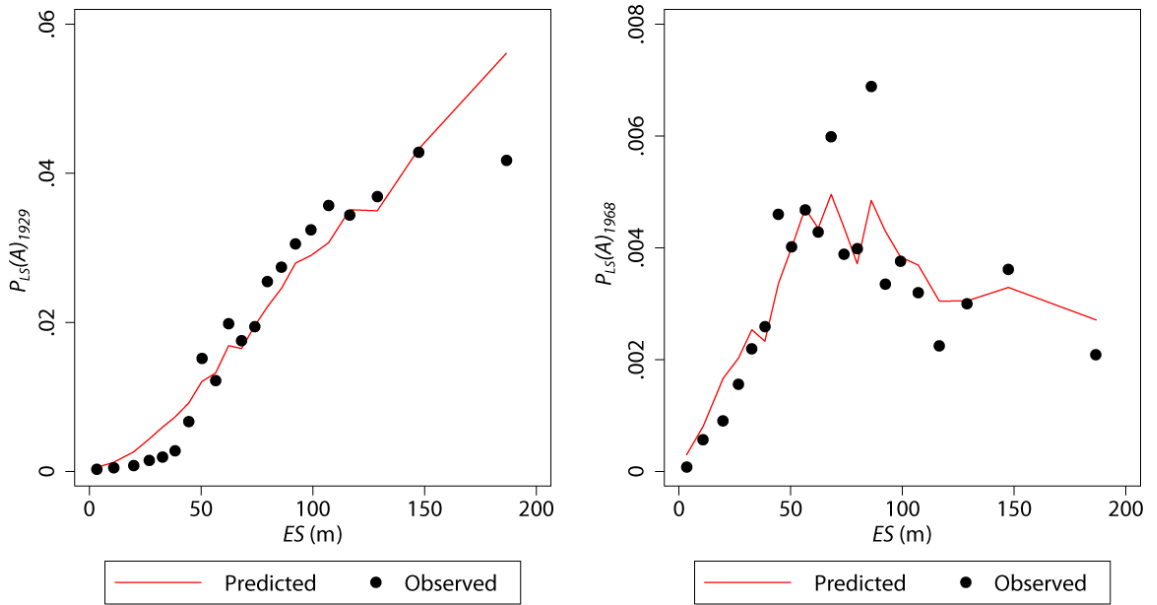 .06
.04
.02
0
P_LS(A)_1929
0 50 100 150 200
ES (m)
Predicted Observed
.008
.006
.004
.002
0
P_LS(A)_1968
0 50 100 150 200
ES (m)
Predicted Observed